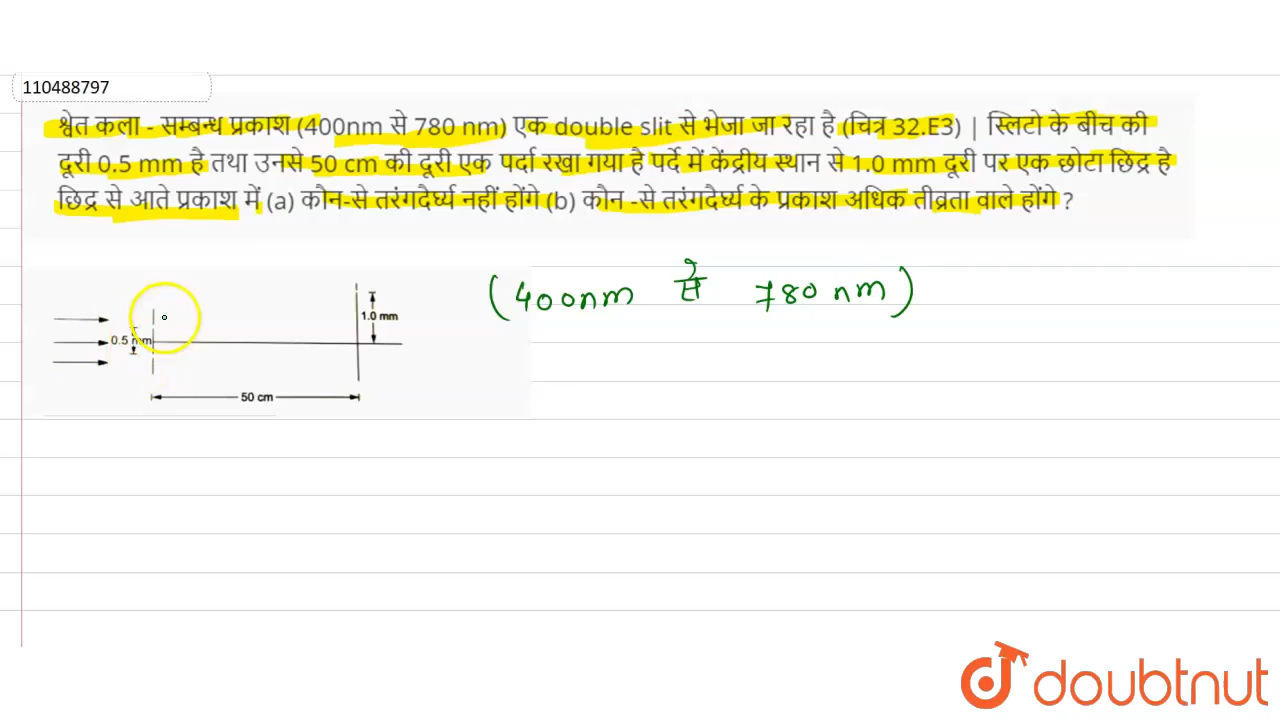 110488797
श्वेत कला - सम्बन्ध प्रकाश (400nm से 780 nm) एक double slit से भेजा जा रहा है (चित्र 32.E3) | स्लिटो के बीच की
दूरी 0.5 mm है तथा उनसे 50 cm की दूरी एक पर्दा रखा गया है पर्दे में केंद्रीय स्थान से 1.0 mm दूरी पर एक छोटा छिद्र है
छिद्र से आते प्रकाश में (a) कौन-से तरंगदैर्घ्य नहीं होंगे (b) कौन -से तरंगदैर्घ्य के प्रकाश अधिक तीव्रता वाले होंगे ?
(400nm से 780 nm)
1.0 mm
0.5 mm
50 cm
doubtnut